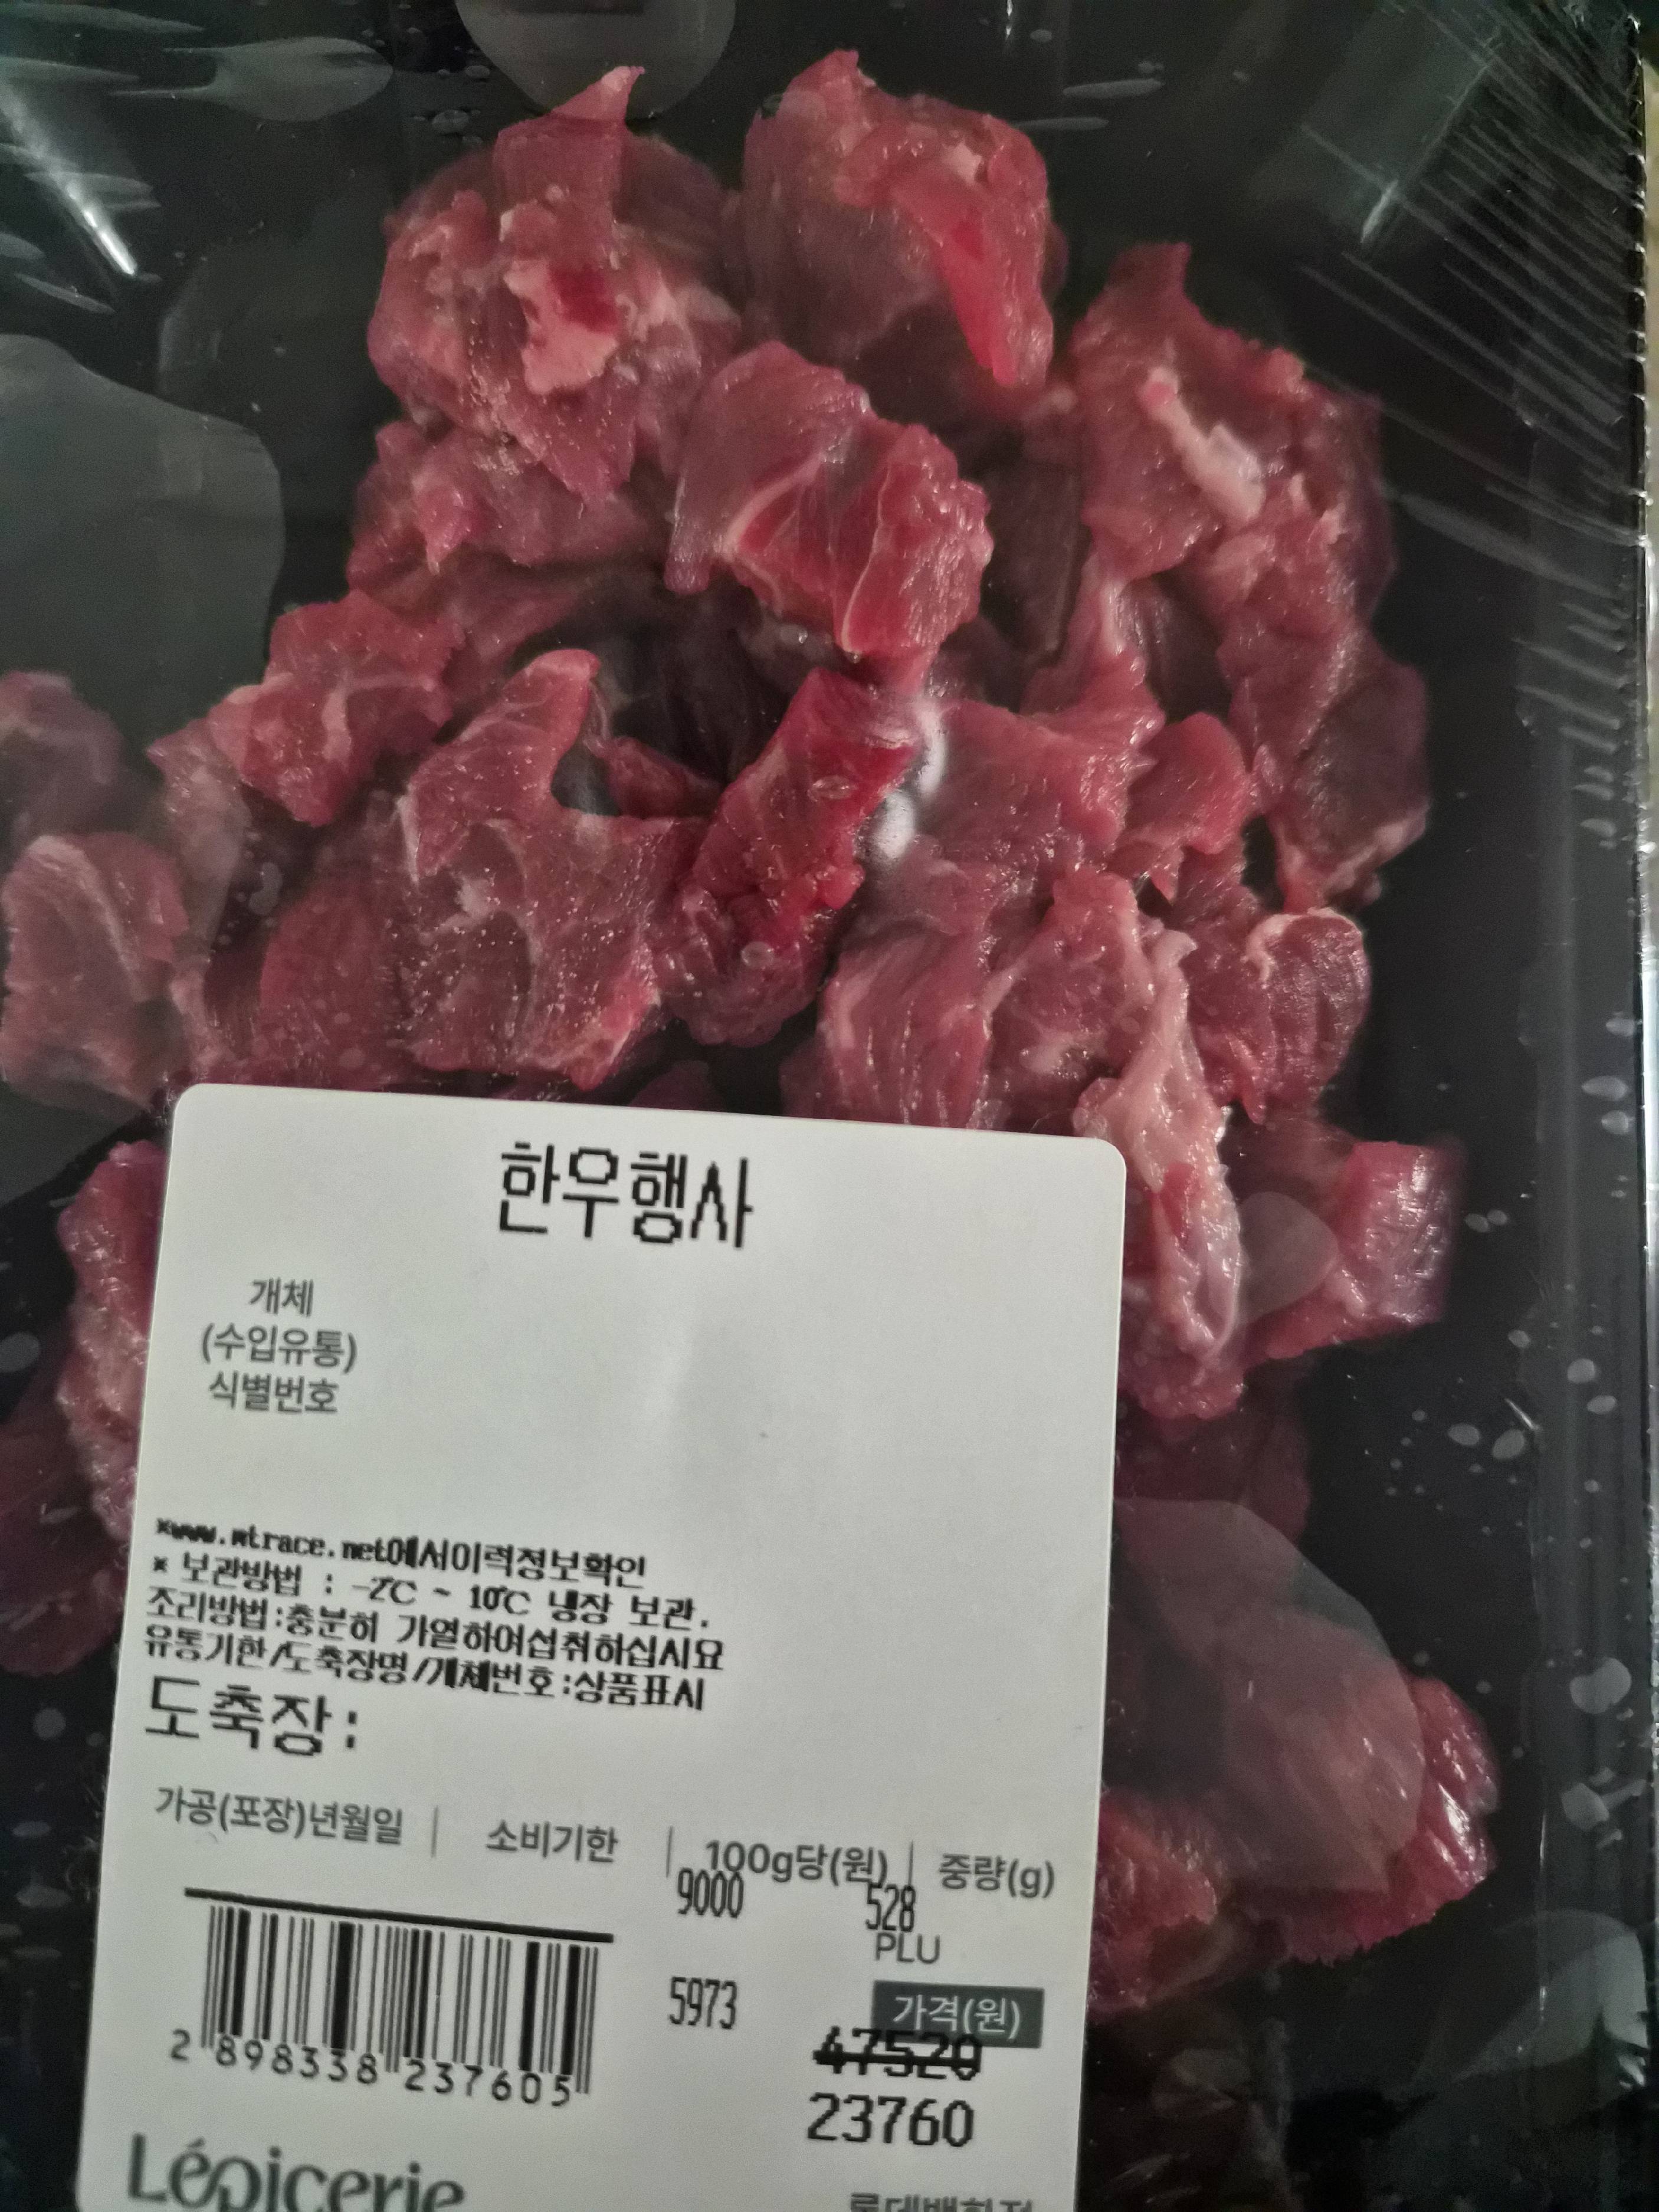 한우행사
개체
(수입유통)
식별번호
*www.mtrace.net에서이력정보확인
* 보관방법 : -2℃ ~ 10℃ 냉장 보관.
조리방법:충분히 가열하여섭취하십시요
유통기한/도축장명/개체번호:상품표시
도축장:
가공(포장)년월일 | 소비기한 | 100g당(원) | 중량(g)
9000 528
PLU
5973 가격(원)
47520
23760
2 898338 237605
Lépicerie